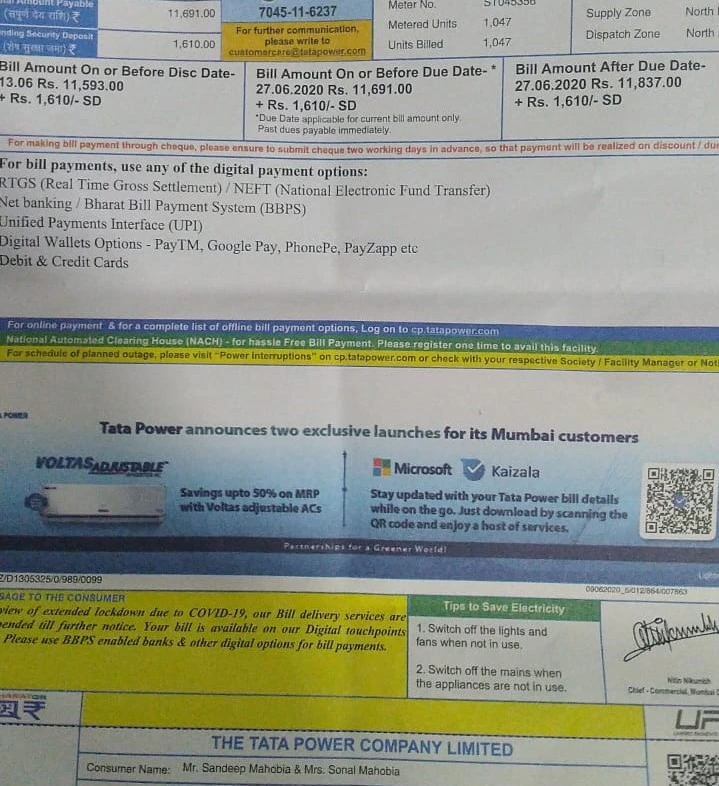 Amount Payable
(संपूर्ण देय राशि) ₹
11,691.00
Security Deposit
(शेष सुरक्षा जमा) ₹
1,610.00
7045-11-6237
For further communication,
please write to
customercare@tatapower.com
Meter No.
Metered Units 1,047
Units Billed 1,047
Supply Zone North
Dispatch Zone North
Bill Amount On or Before Disc Date-
13.06 Rs. 11,593.00
+ Rs. 1,610/- SD
Bill Amount On or Before Due Date- *
27.06.2020 Rs. 11,691.00
+ Rs. 1,610/- SD
*Due Date applicable for current bill amount only.
Past dues payable immediately.
Bill Amount After Due Date-
27.06.2020 Rs. 11,837.00
+ Rs. 1,610/- SD
For making bill payment through cheque, please ensure to submit cheque two working days in advance, so that payment will be realized on discount / du
For bill payments, use any of the digital payment options:
RTGS (Real Time Gross Settlement) / NEFT (National Electronic Fund Transfer)
Net banking / Bharat Bill Payment System (BBPS)
Unified Payments Interface (UPI)
Digital Wallets Options - PayTM, Google Pay, PhonePe, PayZapp etc
Debit & Credit Cards
For online payment & for a complete list of offline bill payment options, Log on to cp.tatapower.com
National Automated Clearing House (NACH) - for hassle Free Bill Payment. Please register one time to avail this facility.
For schedule of planned outage, please visit "Power Interruptions" on cp.tatapower.com or check with your respective Society / Facility Manager or Noti
POWER
Tata Power announces two exclusive launches for its Mumbai customers
VOLTAS ADJUSTABLE
INVERTER AC
Savings upto 50% on MRP
with Voltas adjustable ACs
Microsoft Kaizala
Stay updated with your Tata Power bill details
while on the go. Just download by scanning the
QR code and enjoy a host of services.
Partnerships for a Greener World!
Z/D1305325/0/989/0099
09062020_5/012/864/007863
SAGE TO THE CONSUMER
view of extended lockdown due to COVID-19, our Bill delivery services are
ended till further notice. Your bill is available on our Digital touchpoints
Please use BBPS enabled banks & other digital options for bill payments.
Tips to Save Electricity
1. Switch off the lights and
fans when not in use.
2. Switch off the mains when
the appliances are not in use.
Chief - Commercial, Mumbai
THE TATA POWER COMPANY LIMITED
Consumer Name: Mr. Sandeep Mahobia & Mrs. Sonal Mahobia